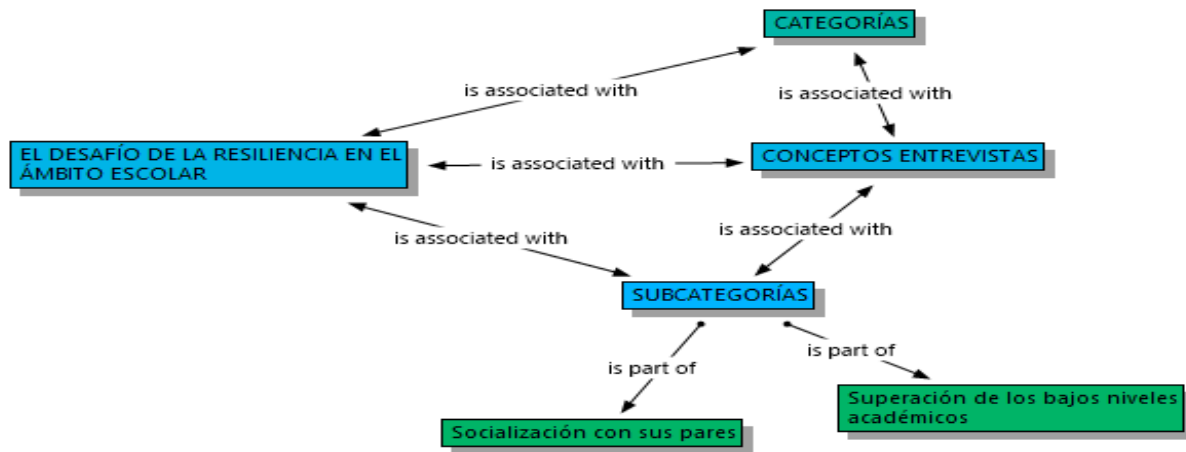 CATEGORÍAS
is associated with
is associated with
EL DESAFÍO DE LA RESILIENCIA EN EL
ÁMBITO ESCOLAR
is associated with
CONCEPTOS ENTREVISTAS
is associated with
is associated with
SUBCATEGORÍAS
is part of
is part of
Superación de los bajos niveles
académicos
Socialización con sus pares